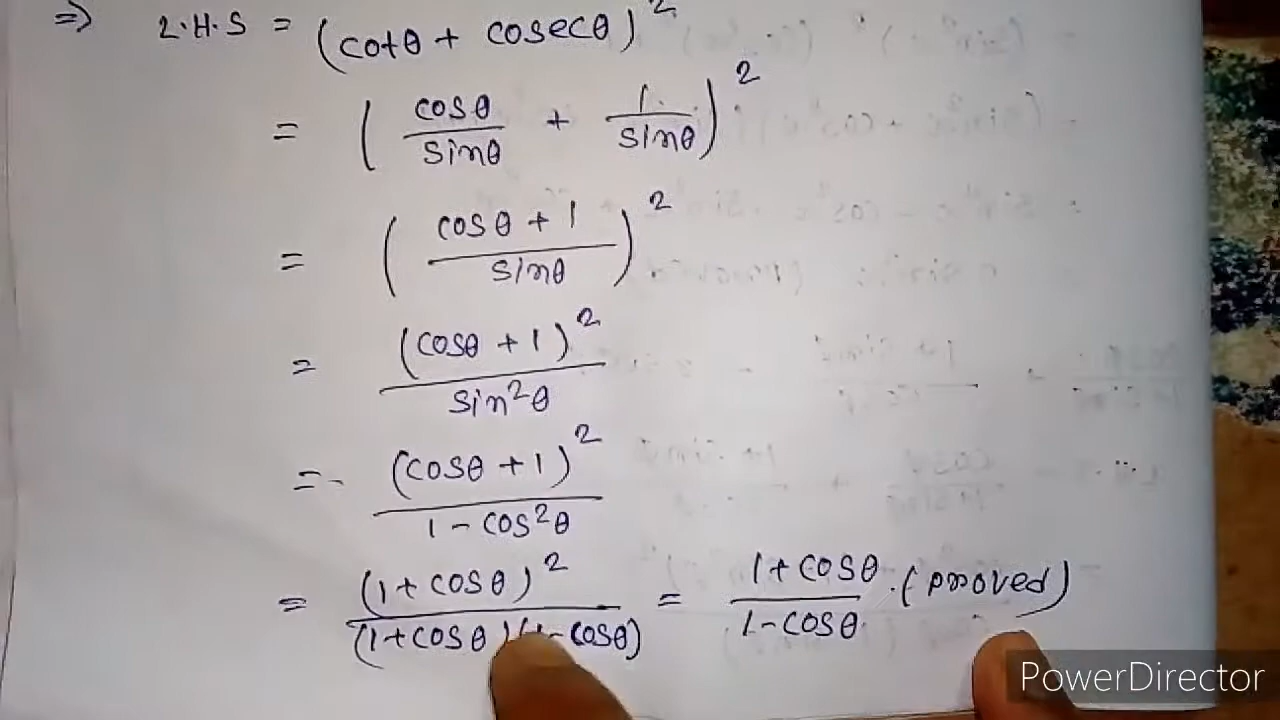 ⇒ L.H.S = (cotθ + cosecθ)²
= (cosθ/sinθ + 1/sinθ)²
= (cosθ + 1/sinθ)²
= (cosθ + 1)²/sin²θ
= (cosθ + 1)²/1 - cos²θ
= (1 + cosθ)²/(1 + cosθ)(1 - cosθ) = 1 + cosθ/1 - cosθ . (proved)
PowerDirector